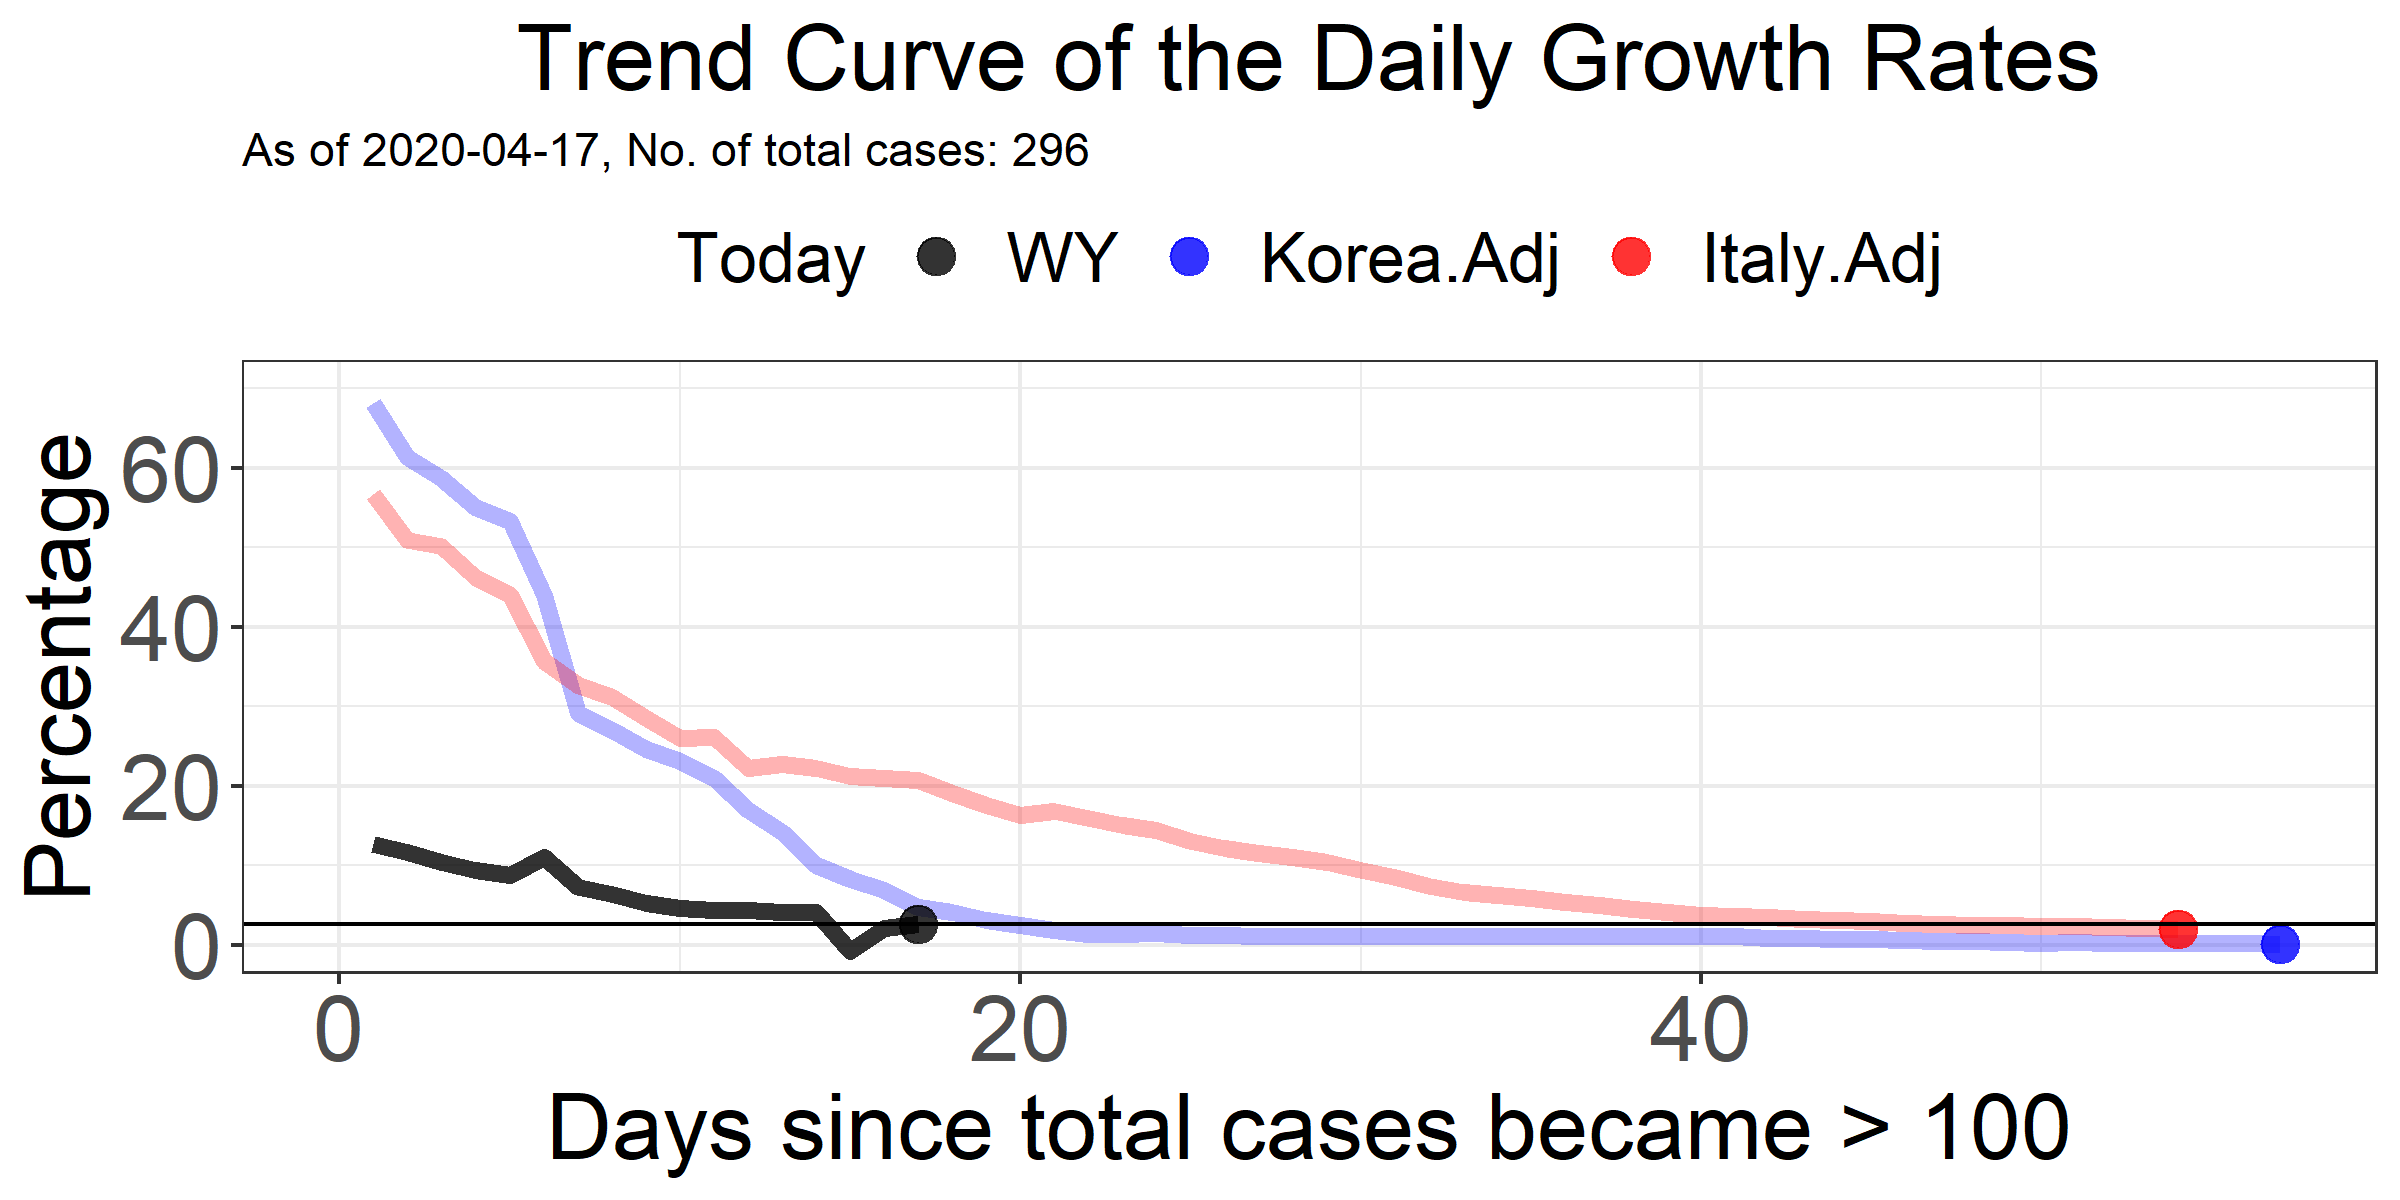 Trend Curve of the Daily Growth Rates
As of 2020-04-17, No. of total cases: 296
Today WY Korea.Adj Italy.Adj
Percentage
60
40
20
0
0 20 40
Days since total cases became > 100